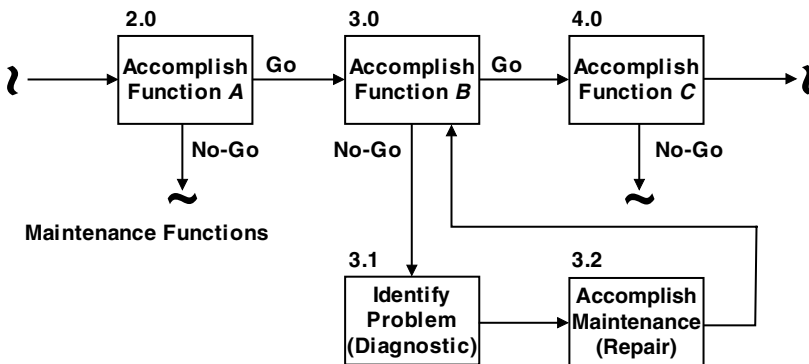 2.0
3.0
4.0
Accomplish
Function A
Go
Accomplish
Function B
Go
Accomplish
Function C
No-Go
No-Go
No-Go
Maintenance Functions
3.1
3.2
Identify
Problem
(Diagnostic)
Accomplish
Maintenance
(Repair)